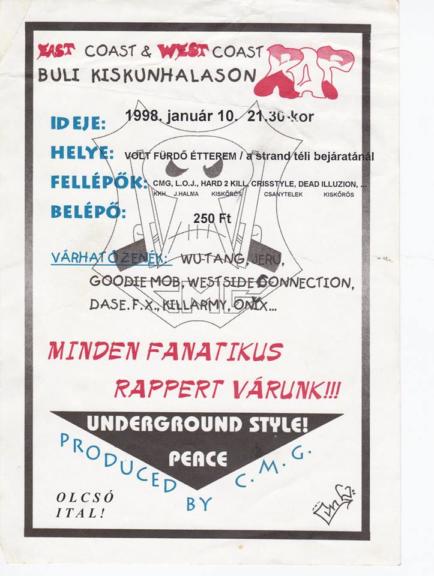 EAST COAST & WEST COAST RAP
BULI KISKUNHALASON
IDEJE: 1998. január 10. 21.30-kor
HELYE: VOLT FÜRDŐ ÉTTEREM / a strand téli bejáratánál
FELLÉPŐK: CMG, L.O.J., HARD 2 KILL, CRISSTYLE, DEAD ILLUZION, ...
KKH. J.HALMA KISKŐRÖS CSANYTELEK KISKŐRÖS
BELÉPŐ: 250 Ft
VÁRHATÓ ZENÉK: WU-TANG, JERU,
GOODIE MOB, WESTSIDE CONNECTION,
DASE.F.X., KILLARMY, ONYX...
CMG
MINDEN FANATIKUS
RAPPERT VÁRUNK!!!
UNDERGROUND STYLE!
PEACE
PRODUCED BY C.M.G.
OLCSÓ
ITAL!